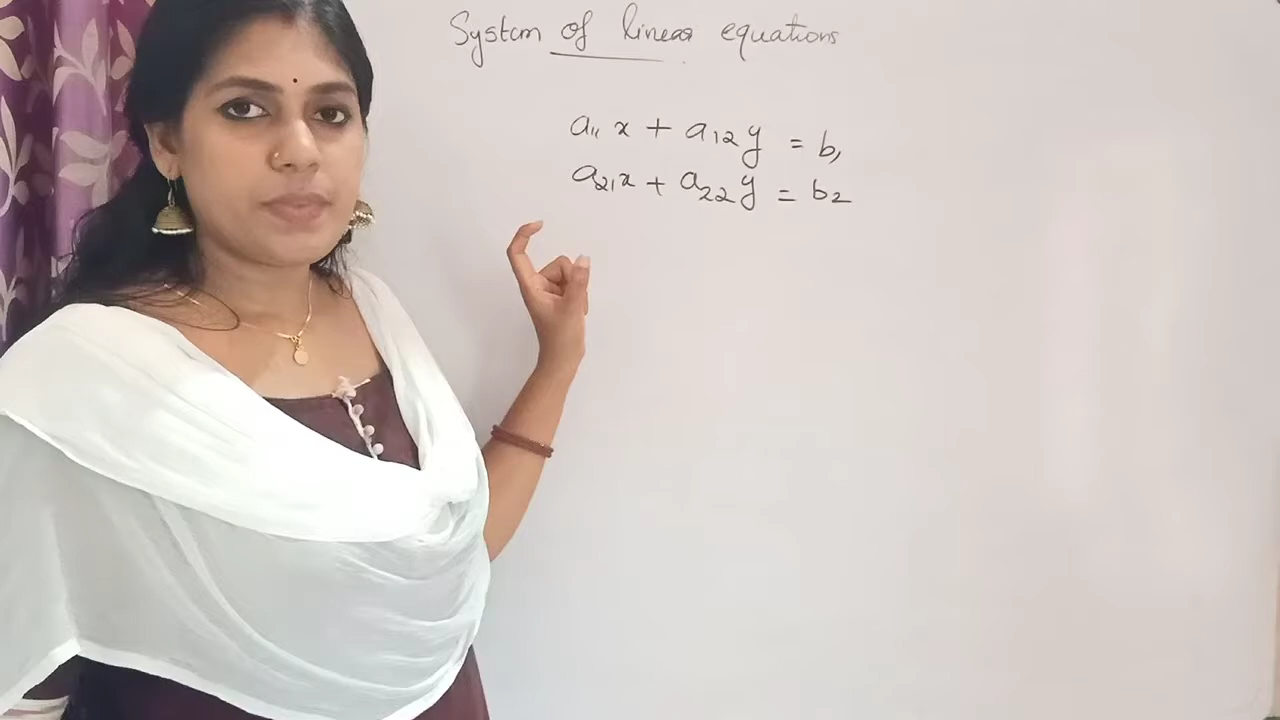 System of linear equations
a₁₁ x + a₁₂ y = b₁
a₂₁ x + a₂₂ y = b₂